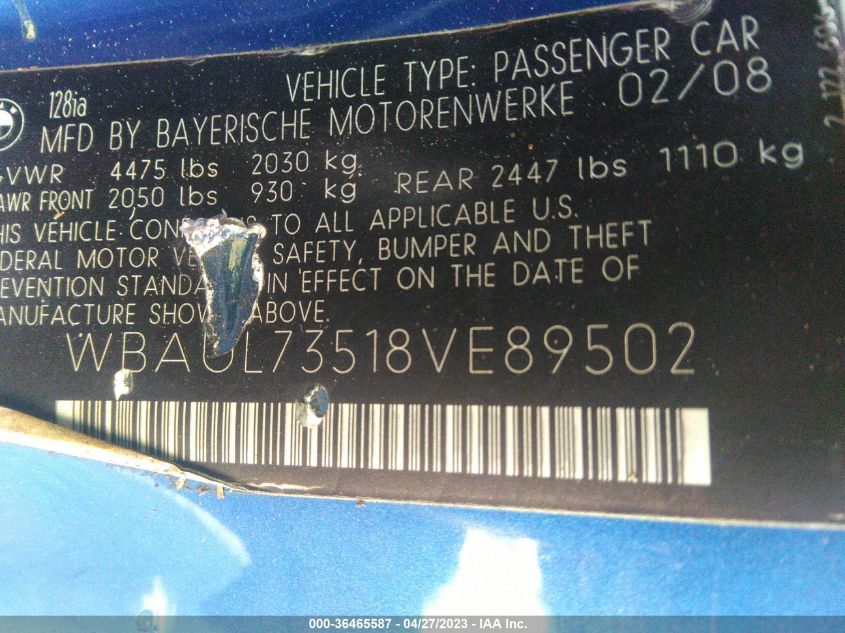 128ia
VEHICLE TYPE: PASSENGER CAR
MFD BY BAYERISCHE MOTORENWERKE 02/08
VWR 4475 lbs 2030 kg
AWR FRONT 2050 lbs 930 kg REAR 2447 lbs 1110 kg
HIS VEHICLE CONF S TO ALL APPLICABLE U.S.
DERAL MOTOR VE SAFETY, BUMPER AND THEFT
EVENTION STANDA IN EFFECT ON THE DATE OF
ANUFACTURE SHOW ABOVE.
WBAUL73518VE89502
000-36465587 - 04/27/2023 - IAA Inc.